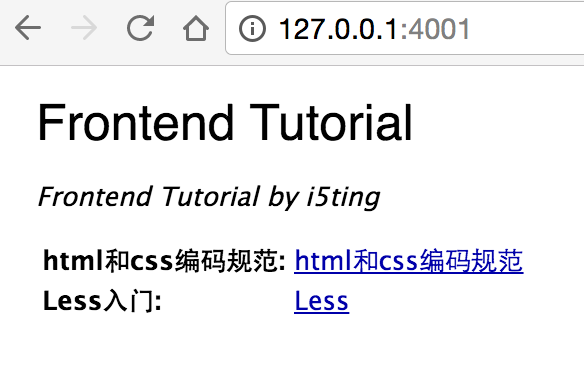 127.0.0.1:4001
Frontend Tutorial
Frontend Tutorial by i5ting
html和css编码规范: html和css编码规范
Less入门: Less